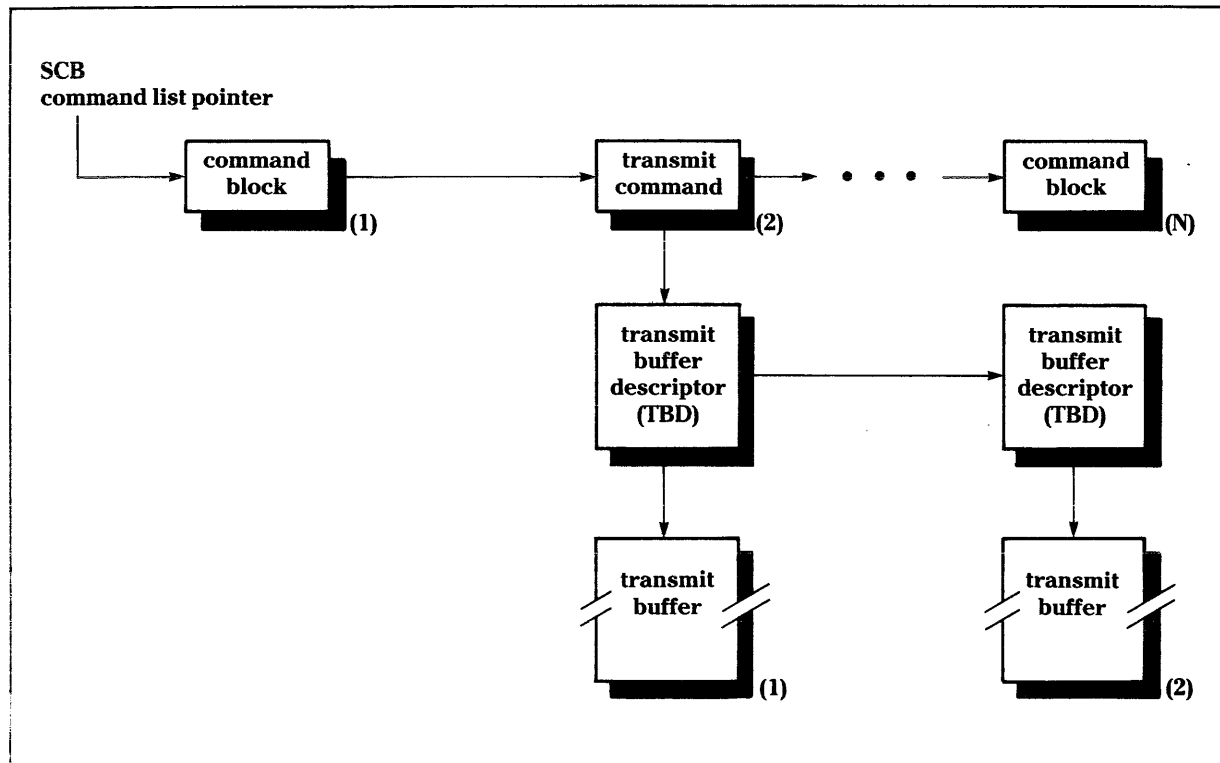 SCB
command list pointer
command
block
(1)
transmit
command
(2)
command
block
(N)
transmit
buffer
descriptor
(TBD)
transmit
buffer
descriptor
(TBD)
transmit
buffer
(1)
transmit
buffer
(2)